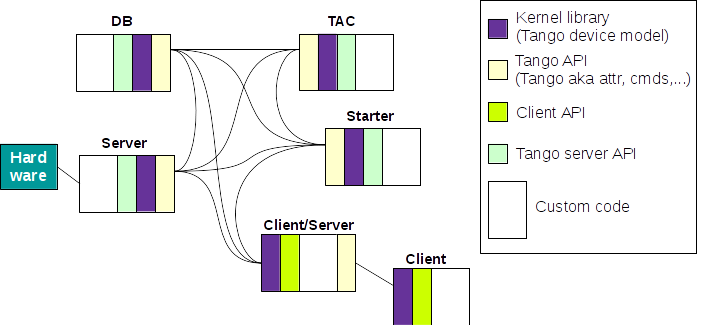 DB
TAC
Kernel library
(Tango device model)
Tango API
(Tango aka attr, cmds,...)
Client API
Starter
Server
Tango server API
Hard
ware
Custom code
Client/Server
Client